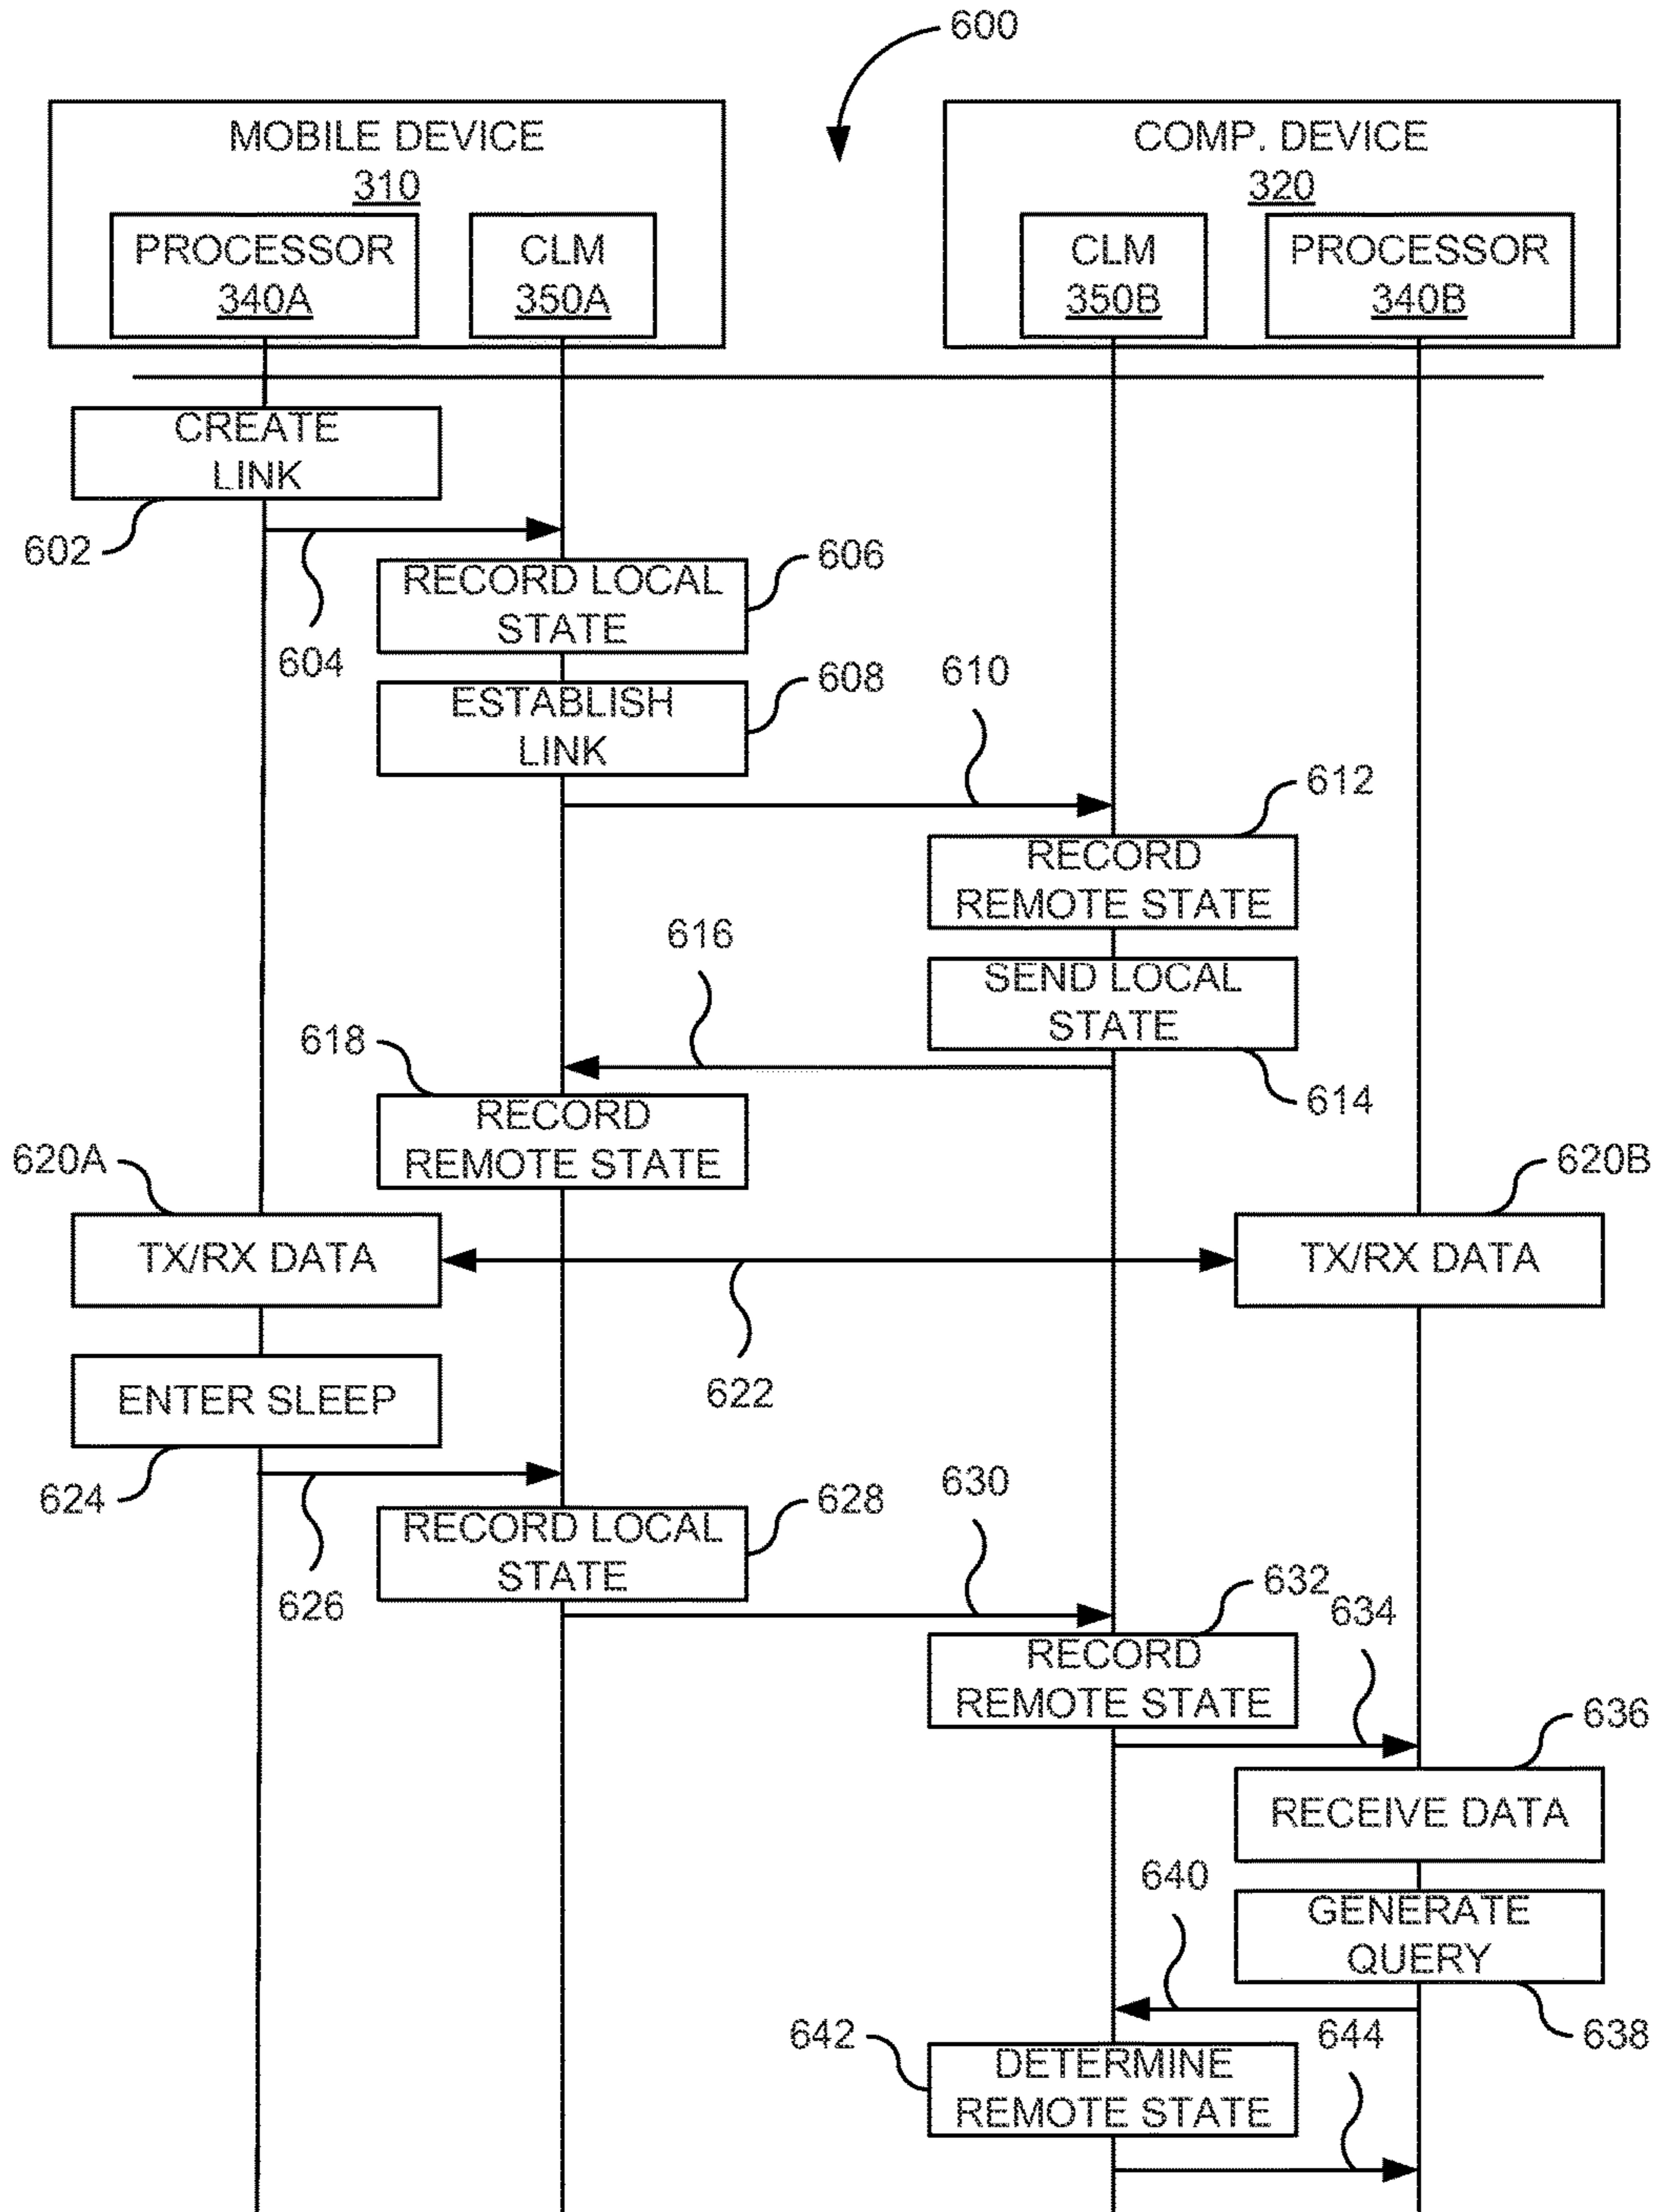 600
MOBILE DEVICE
310
PROCESSOR
340A
CLM
350A
COMP. DEVICE
320
CLM
350B
PROCESSOR
340B
CREATE
LINK
602
604
RECORD LOCAL
STATE
606
ESTABLISH
LINK
608
610
612
RECORD
REMOTE STATE
616
SEND LOCAL
STATE
614
618
RECORD
REMOTE STATE
620A
620B
TX/RX DATA
TX/RX DATA
622
ENTER SLEEP
624
626
RECORD LOCAL
STATE
628
630
632
634
RECORD
REMOTE STATE
636
RECEIVE DATA
640
GENERATE
QUERY
638
642
644
DETERMINE
REMOTE STATE